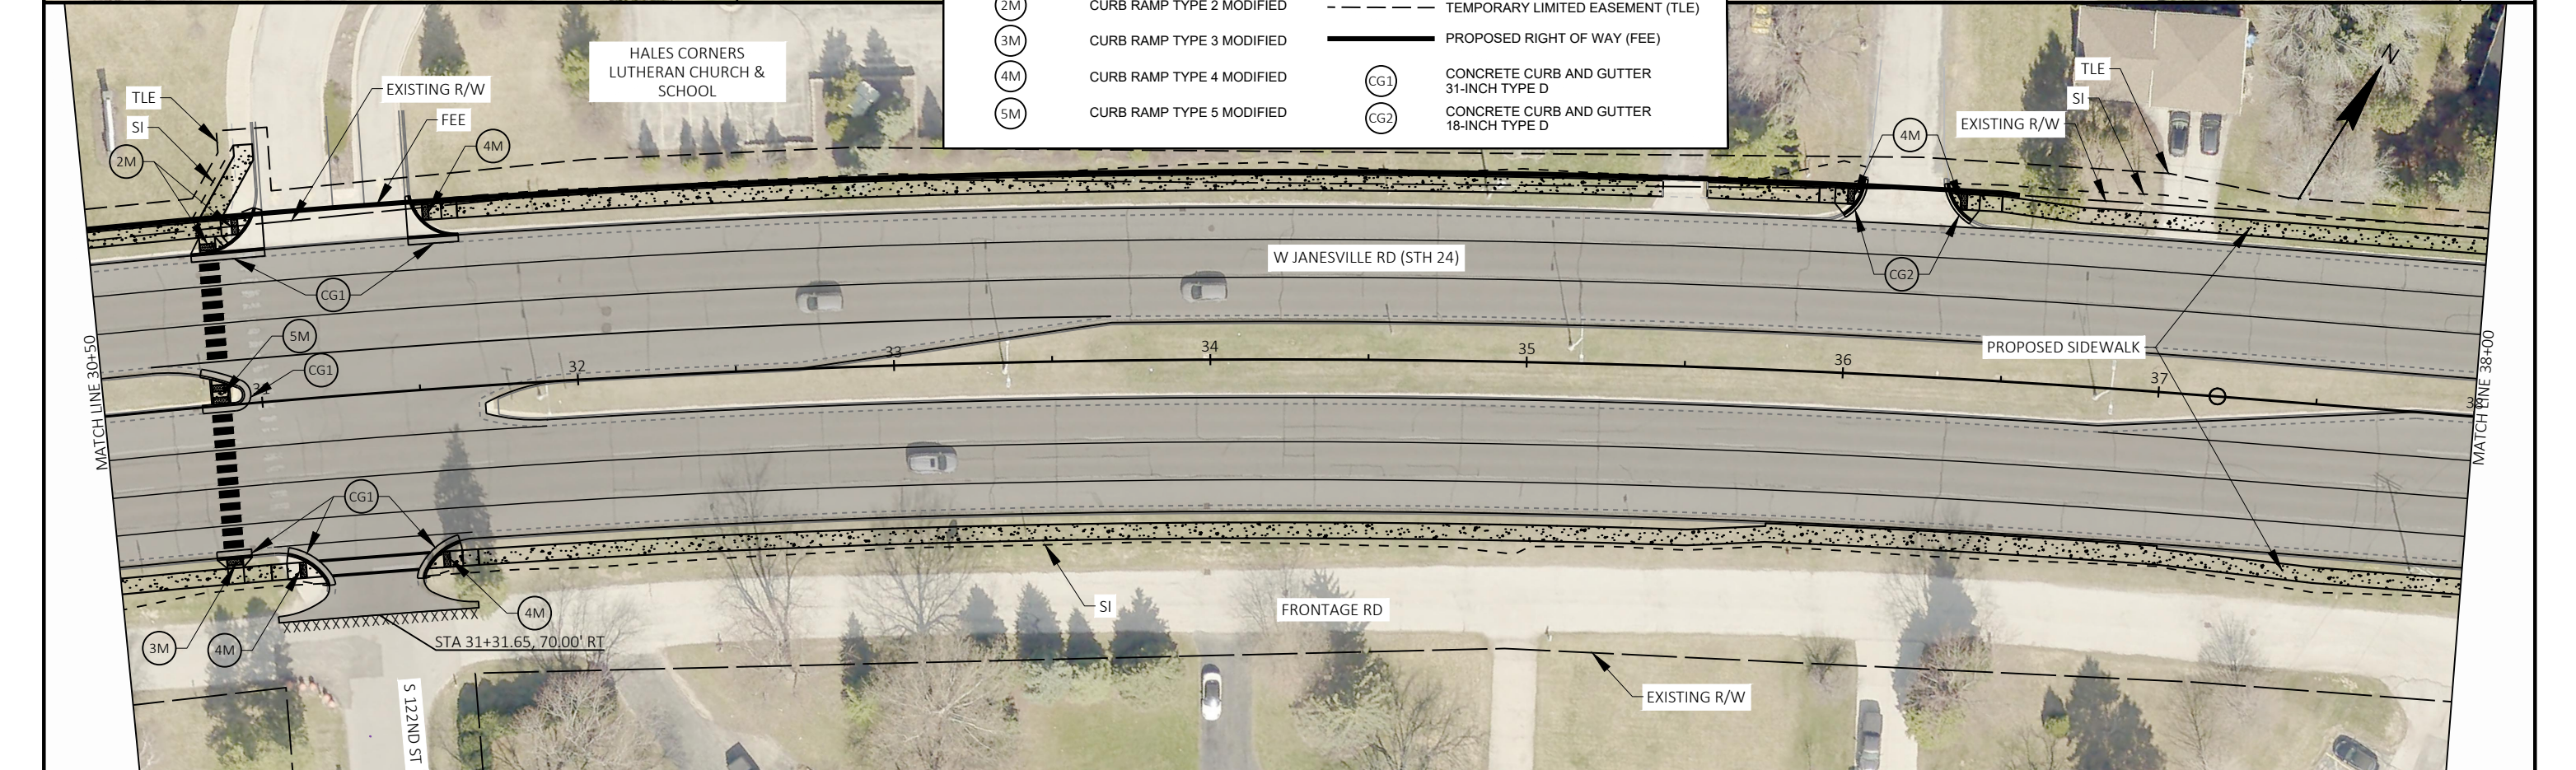 2M CURB RAMP TYPE 2 MODIFIED
3M CURB RAMP TYPE 3 MODIFIED
4M CURB RAMP TYPE 4 MODIFIED
5M CURB RAMP TYPE 5 MODIFIED
TEMPORARY LIMITED EASEMENT (TLE)
PROPOSED RIGHT OF WAY (FEE)
CG1 CONCRETE CURB AND GUTTER
31-INCH TYPE D
CG2 CONCRETE CURB AND GUTTER
18-INCH TYPE D
HALES CORNERS
LUTHERAN CHURCH &
SCHOOL
TLE
SI
2M
EXISTING R/W
FEE
4M
CG1
5M
CG1
MATCH LINE 30+50
32
33
34
35
36
37
38
W JANESVILLE RD (STH 24)
4M
CG2
TLE
SI
EXISTING R/W
N
PROPOSED SIDEWALK
MATCH LINE 38+00
CG1
3M
4M
4M
STA 31+31.65, 70.00' RT
S 122ND ST
SI
FRONTAGE RD
EXISTING R/W